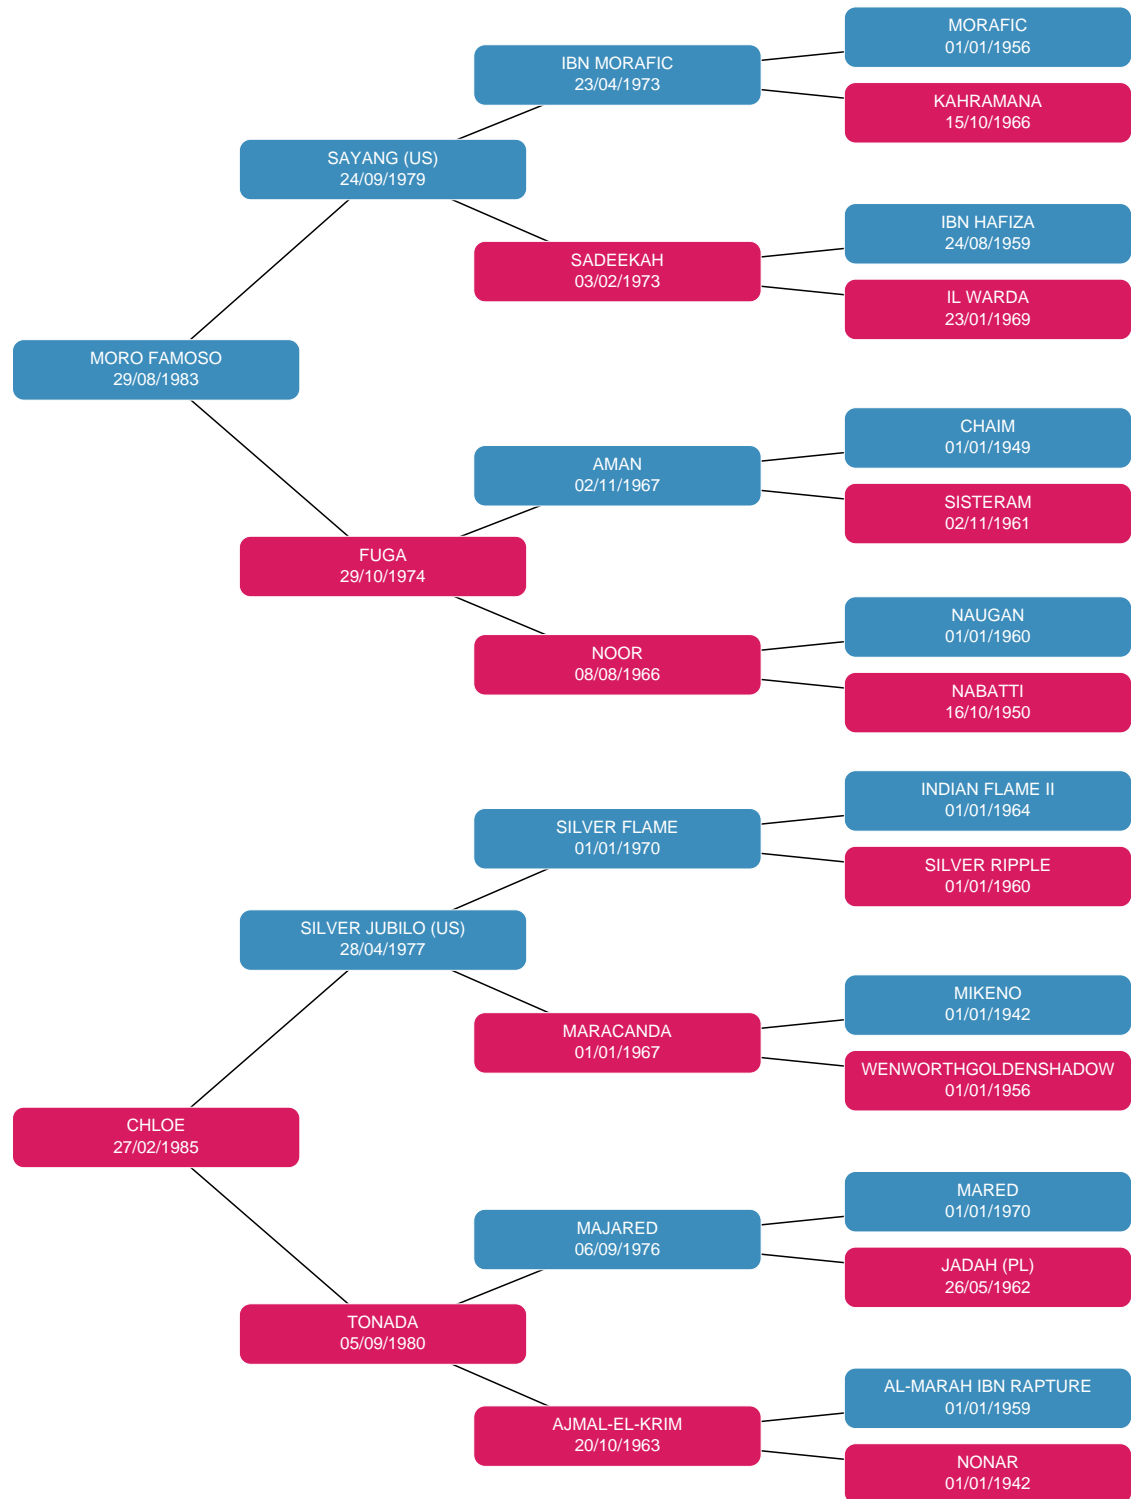 MORAFIC
01/01/1956
IBN MORAFIC
23/04/1973
KAHRAMANA
15/10/1966
SAYANG (US)
24/09/1979
IBN HAFIZA
24/08/1959
SADEEKAH
03/02/1973
IL WARDA
23/01/1969
MORO FAMOSO
29/08/1983
CHAIM
01/01/1949
AMAN
02/11/1967
SISTERAM
02/11/1961
FUGA
29/10/1974
NAUGAN
01/01/1960
NOOR
08/08/1966
NABATTI
16/10/1950
INDIAN FLAME II
01/01/1964
SILVER FLAME
01/01/1970
SILVER RIPPLE
01/01/1960
SILVER JUBILO (US)
28/04/1977
MIKENO
01/01/1942
MARACANDA
01/01/1967
WENWORTHGOLDENSHADOW
01/01/1956
CHLOE
27/02/1985
MARED
01/01/1970
MAJARED
06/09/1976
JADAH (PL)
26/05/1962
TONADA
05/09/1980
AL-MARAH IBN RAPTURE
01/01/1959
AJMAL-EL-KRIM
20/10/1963
NONAR
01/01/1942